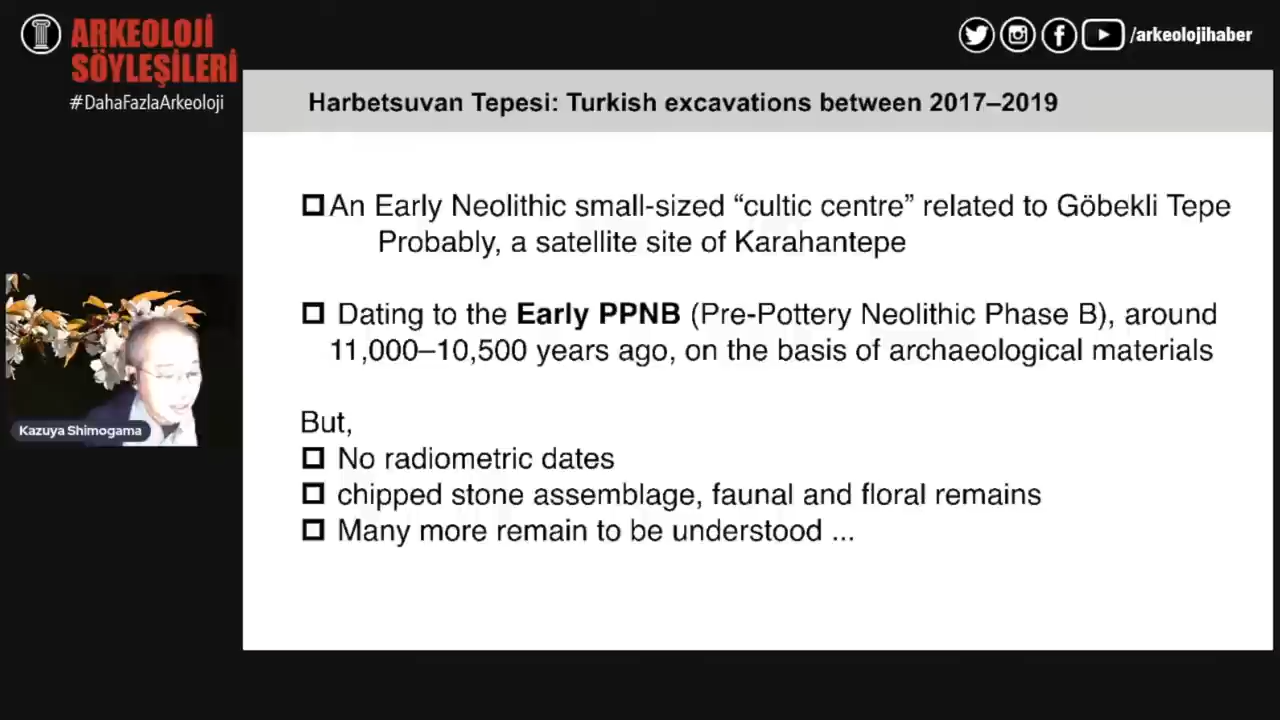 ARKEOLOJİ
SÖYLEŞİLERİ
#DahaFazlaArkeoloji
/arkeolojihaber
Harbetsuvan Tepesi: Turkish excavations between 2017–2019
An Early Neolithic small-sized “cultic centre” related to Göbekli Tepe
Probably, a satellite site of Karahantepe
Dating to the Early PPNB (Pre-Pottery Neolithic Phase B), around
11,000–10,500 years ago, on the basis of archaeological materials
But,
No radiometric dates
chipped stone assemblage, faunal and floral remains
Many more remain to be understood ...
Kazuya Shimogama